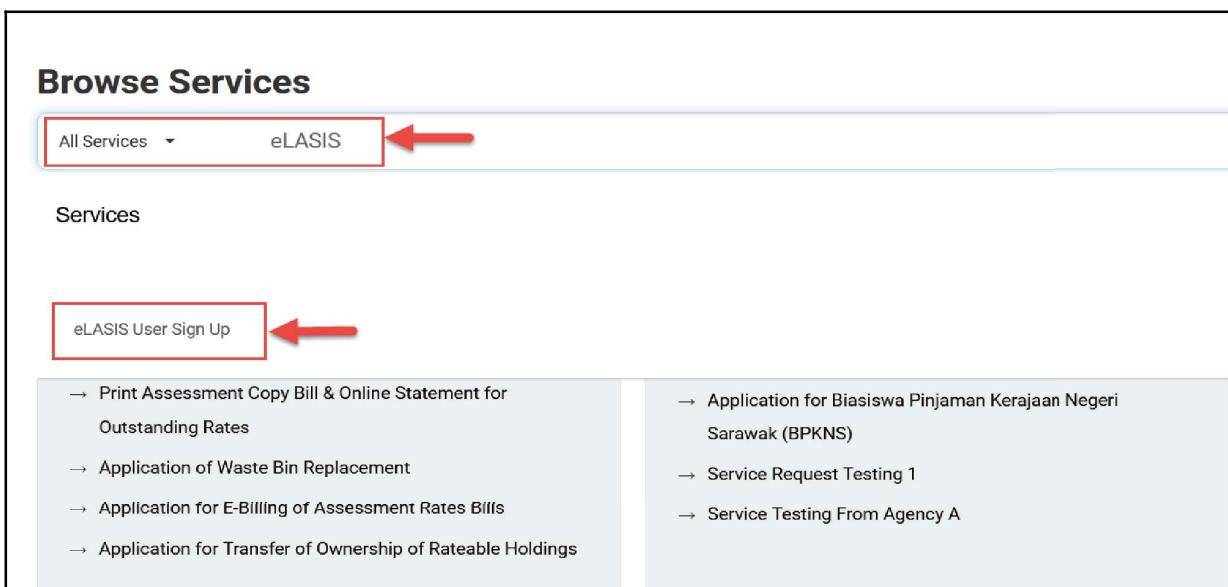 Browse Services
All Services eLASIS
Services
eLASIS User Sign Up
→ Print Assessment Copy Bill & Online Statement for
Outstanding Rates
→ Application of Waste Bin Replacement
→ Application for E-Billing of Assessment Rates Bills
→ Application for Transfer of Ownership of Rateable Holdings
→ Application for Biasiswa Pinjaman Kerajaan Negeri
Sarawak (BPKNS)
→ Service Request Testing 1
→ Service Testing From Agency A